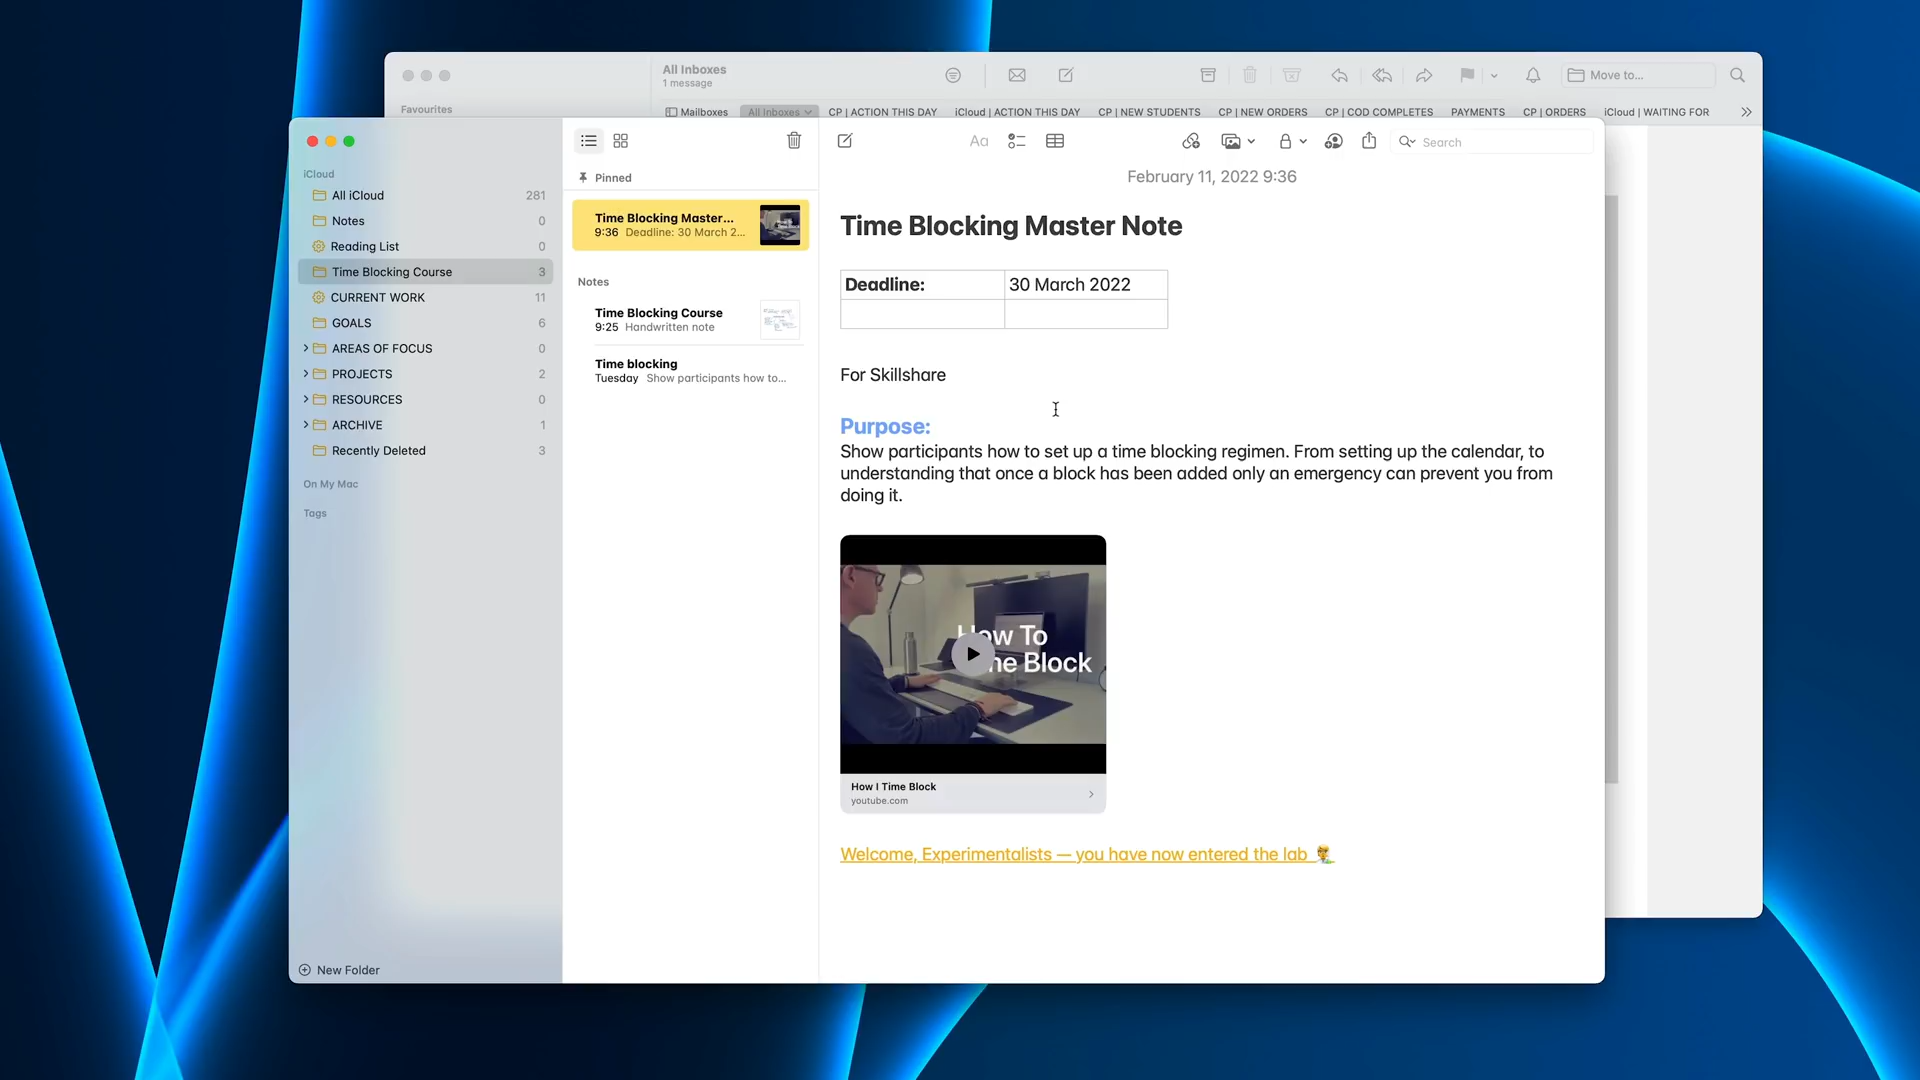 All Inboxes
1 message
Move to...
Favourites
Mailboxes
All Inboxes
CP | ACTION THIS DAY
iCloud | ACTION THIS DAY
CP | NEW STUDENTS
CP | NEW ORDERS
CP | COD COMPLETES
PAYMENTS
CP | ORDERS
iCloud | WAITING FOR
iCloud
All iCloud 281
Notes 0
Reading List 0
Time Blocking Course 3
CURRENT WORK 11
GOALS 6
AREAS OF FOCUS 0
PROJECTS 2
RESOURCES 0
ARCHIVE 1
Recently Deleted 3
On My Mac
Tags
New Folder
Pinned
Time Blocking Master...
9:36 Deadline: 30 March 2...
Notes
Time Blocking Course
9:25 Handwritten note
Time blocking
Tuesday Show participants how to...
Aa
Search
February 11, 2022 9:36
Time Blocking Master Note
Deadline: 30 March 2022
For Skillshare
Purpose:
Show participants how to set up a time blocking regimen. From setting up the calendar, to
understanding that once a block has been added only an emergency can prevent you from
doing it.
How To
Block
How I Time Block
youtube.com
Welcome, Experimentalists — you have now entered the lab